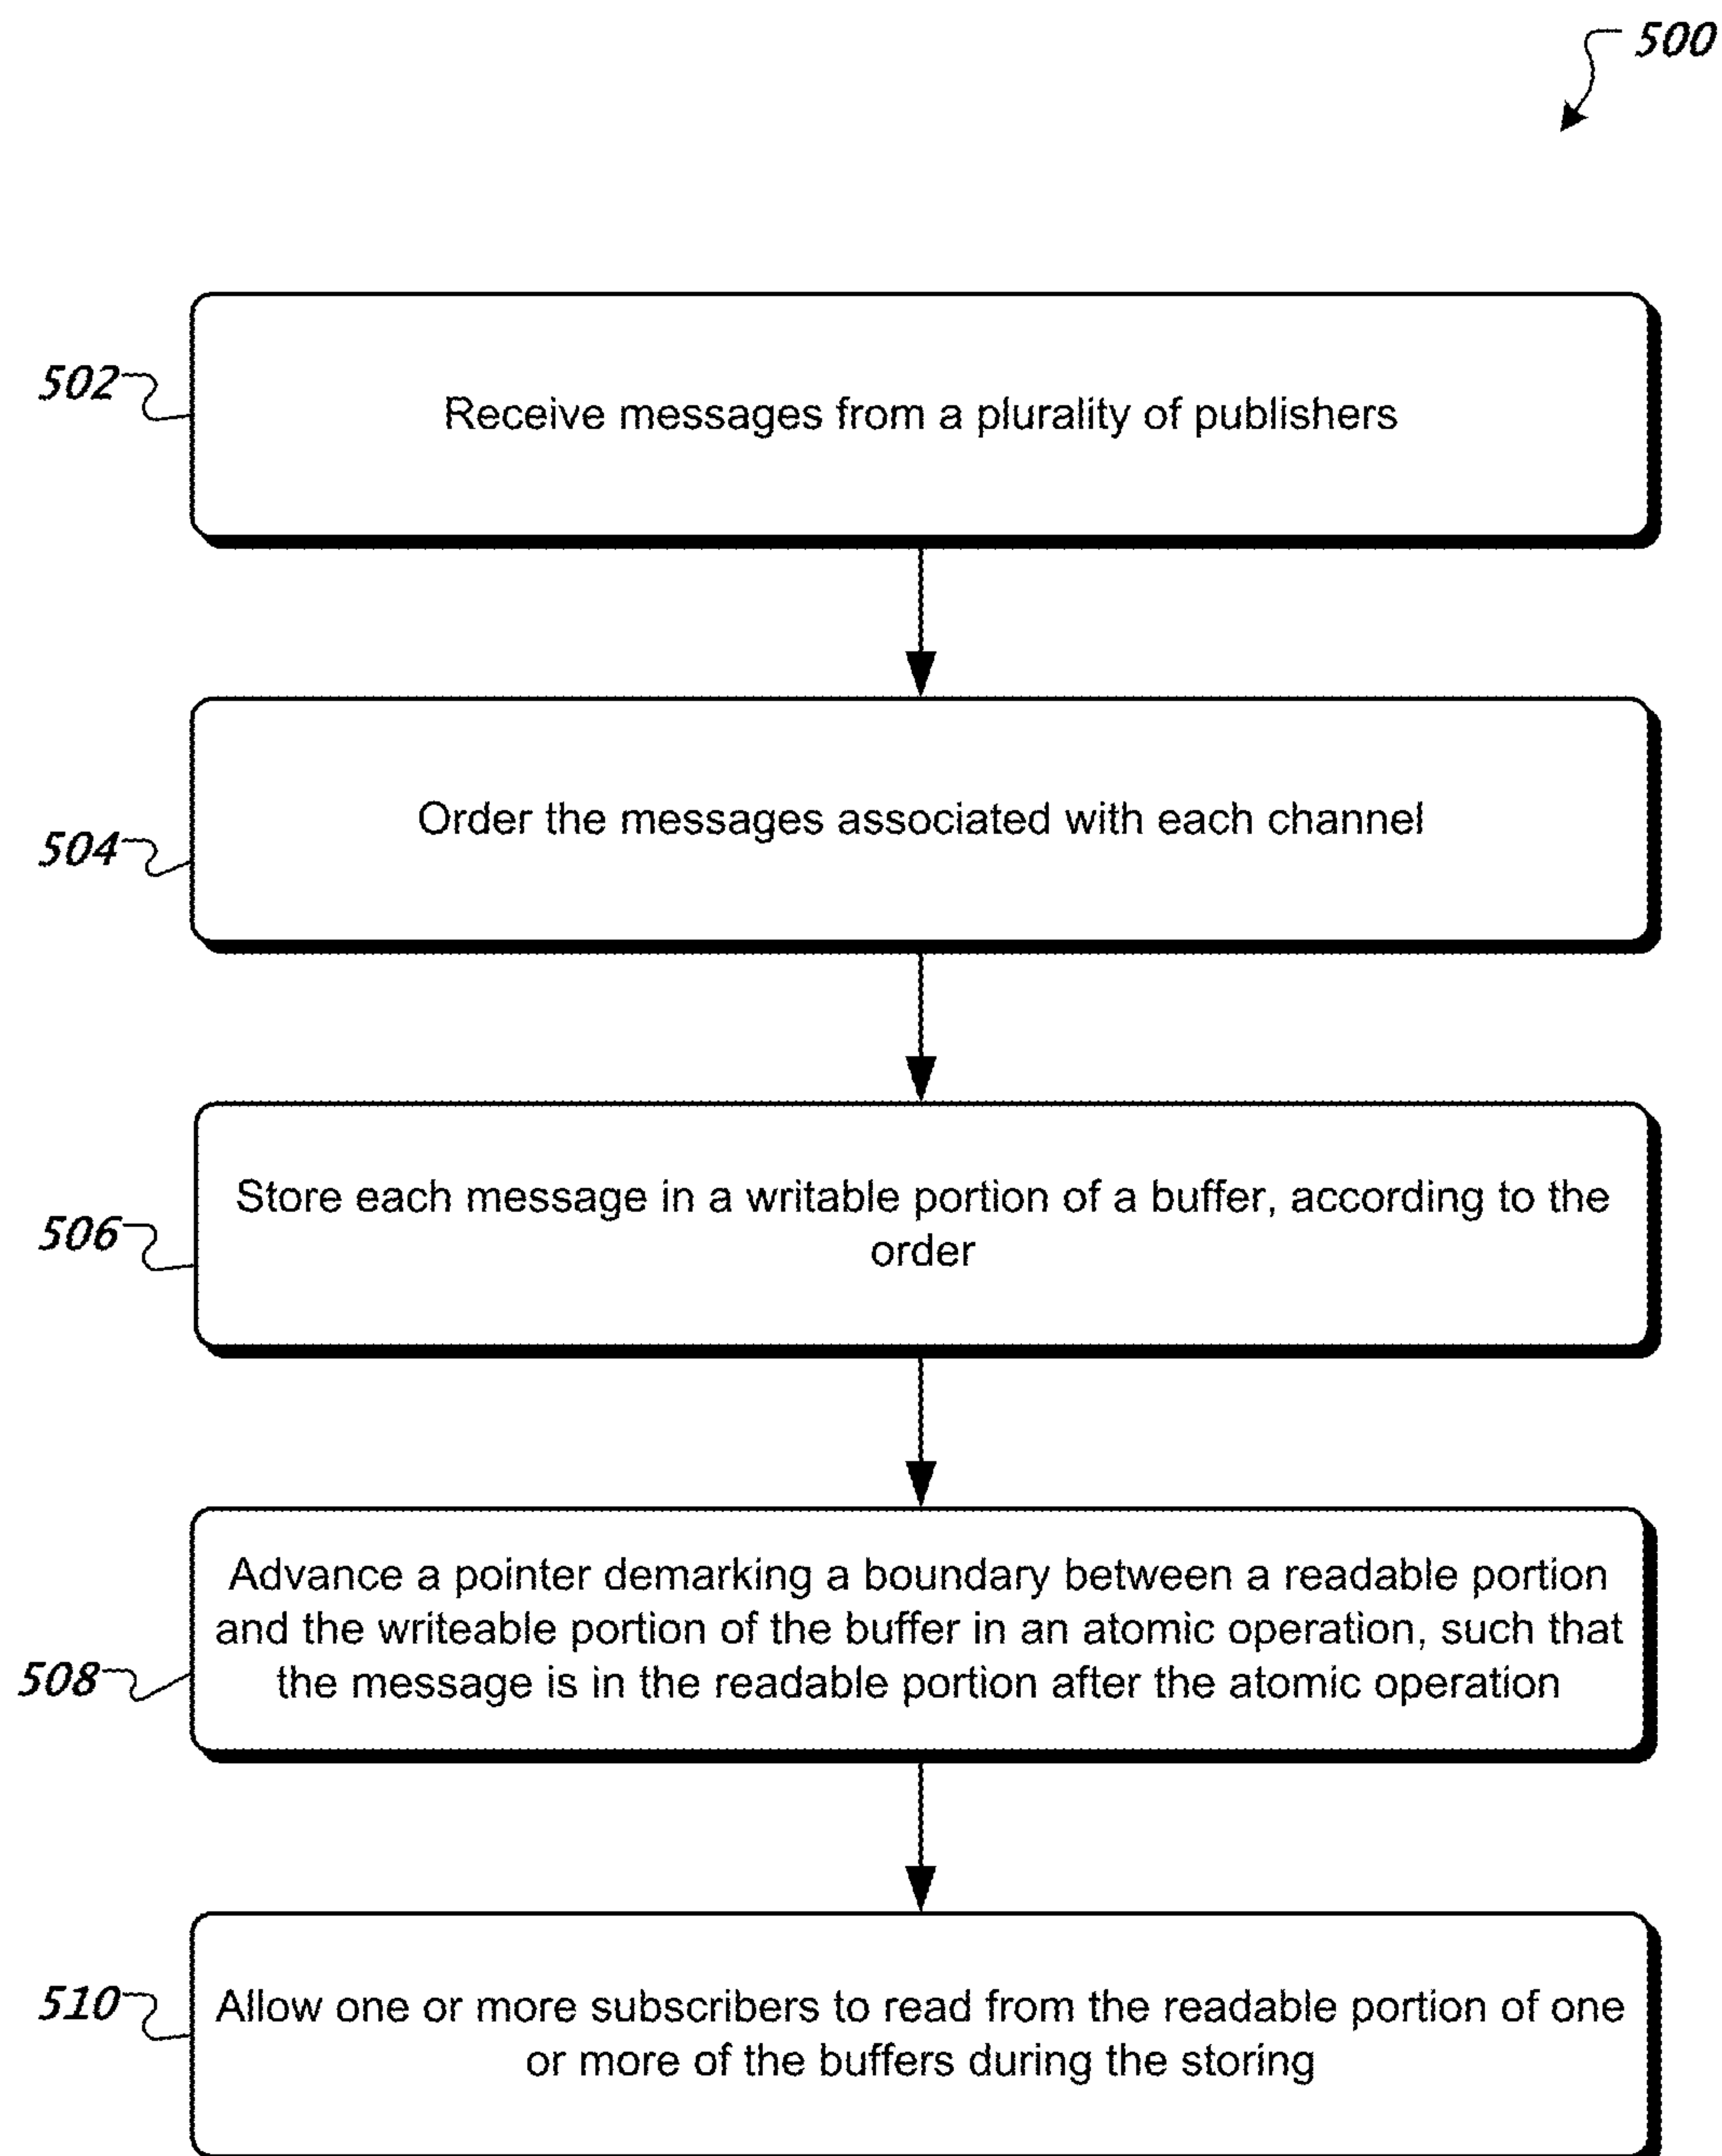 500
502
Receive messages from a plurality of publishers
504
Order the messages associated with each channel
506
Store each message in a writable portion of a buffer, according to the
order
508
Advance a pointer demarking a boundary between a readable portion
and the writeable portion of the buffer in an atomic operation, such that
the message is in the readable portion after the atomic operation
510
Allow one or more subscribers to read from the readable portion of one
or more of the buffers during the storing